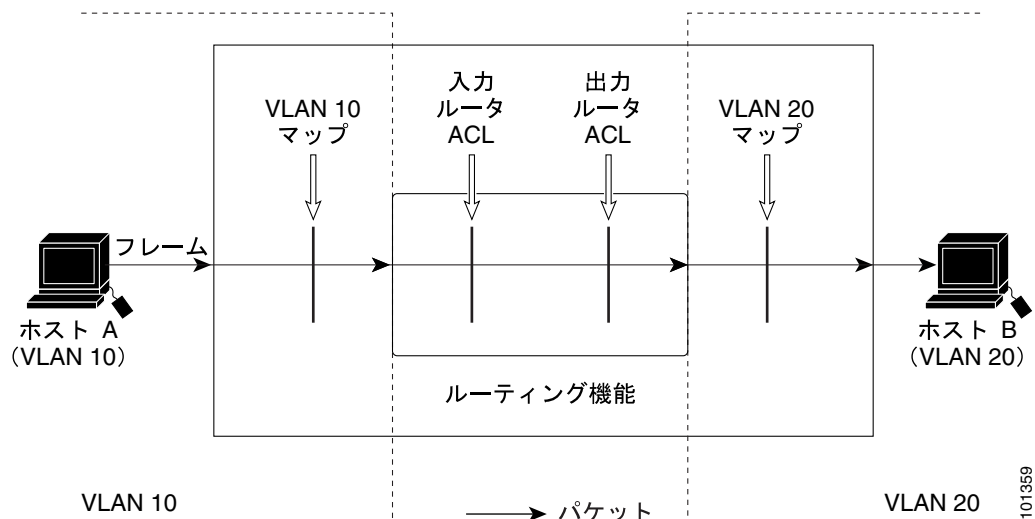 VLAN 10
マップ
入力
ルータ
ACL
出力
ルータ
ACL
VLAN 20
マップ
フレーム
ホスト A
（VLAN 10）
ホスト B
（VLAN 20）
ルーティング機能
VLAN 10
パケット
VLAN 20
101359